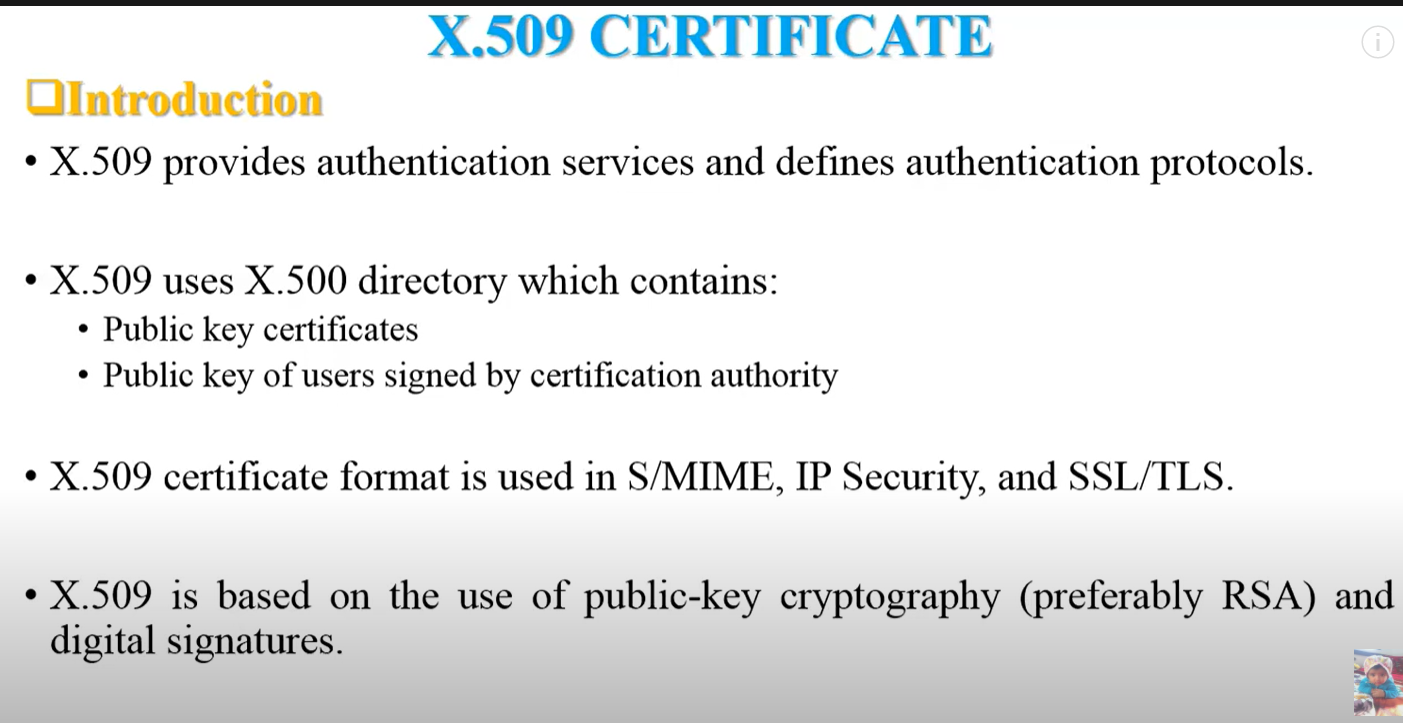 X.509 CERTIFICATE
❑Introduction
• X.509 provides authentication services and defines authentication protocols.
• X.509 uses X.500 directory which contains:
• Public key certificates
• Public key of users signed by certification authority
• X.509 certificate format is used in S/MIME, IP Security, and SSL/TLS.
• X.509 is based on the use of public-key cryptography (preferably RSA) and
digital signatures.